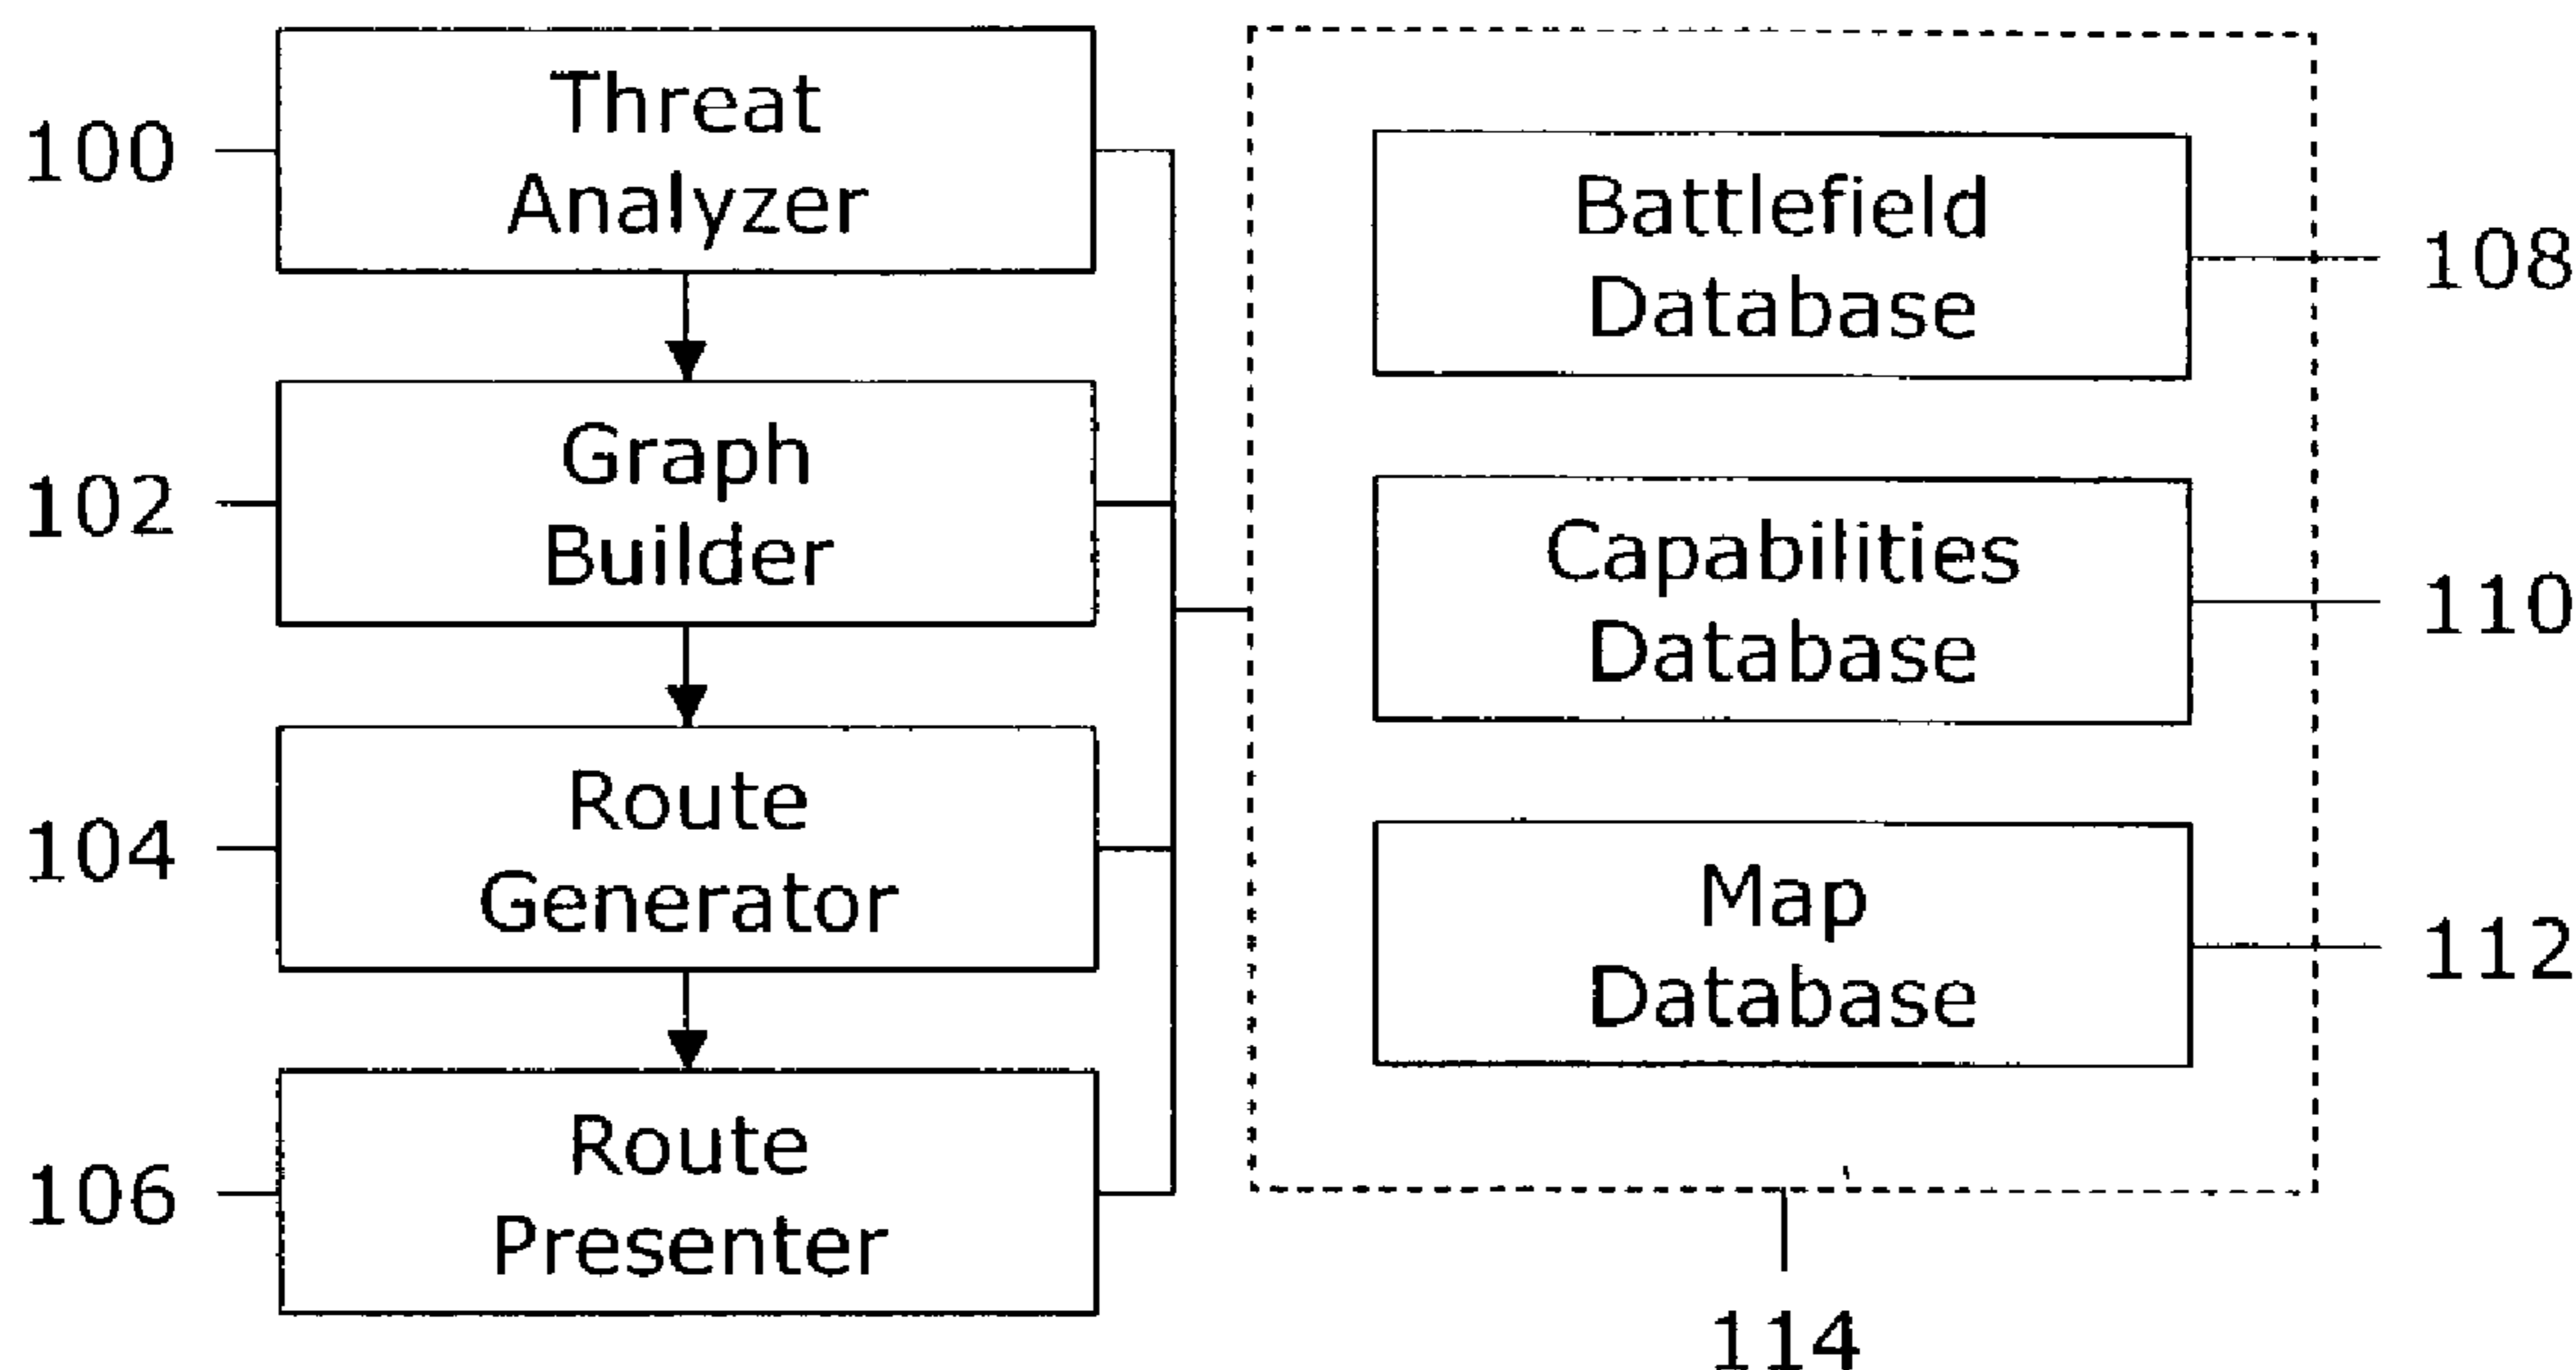 100
Threat
Analyzer
102
Graph
Builder
104
Route
Generator
106
Route
Presenter
Battlefield
Database
108
Capabilities
Database
110
Map
Database
112
114